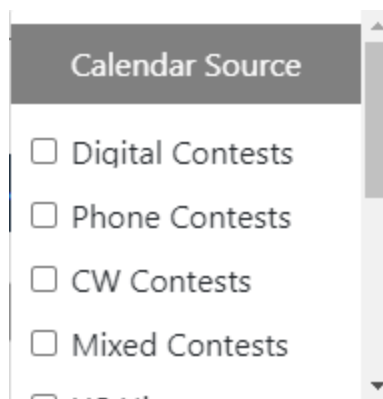 Calendar Source
Digital Contests
Phone Contests
CW Contests
Mixed Contests